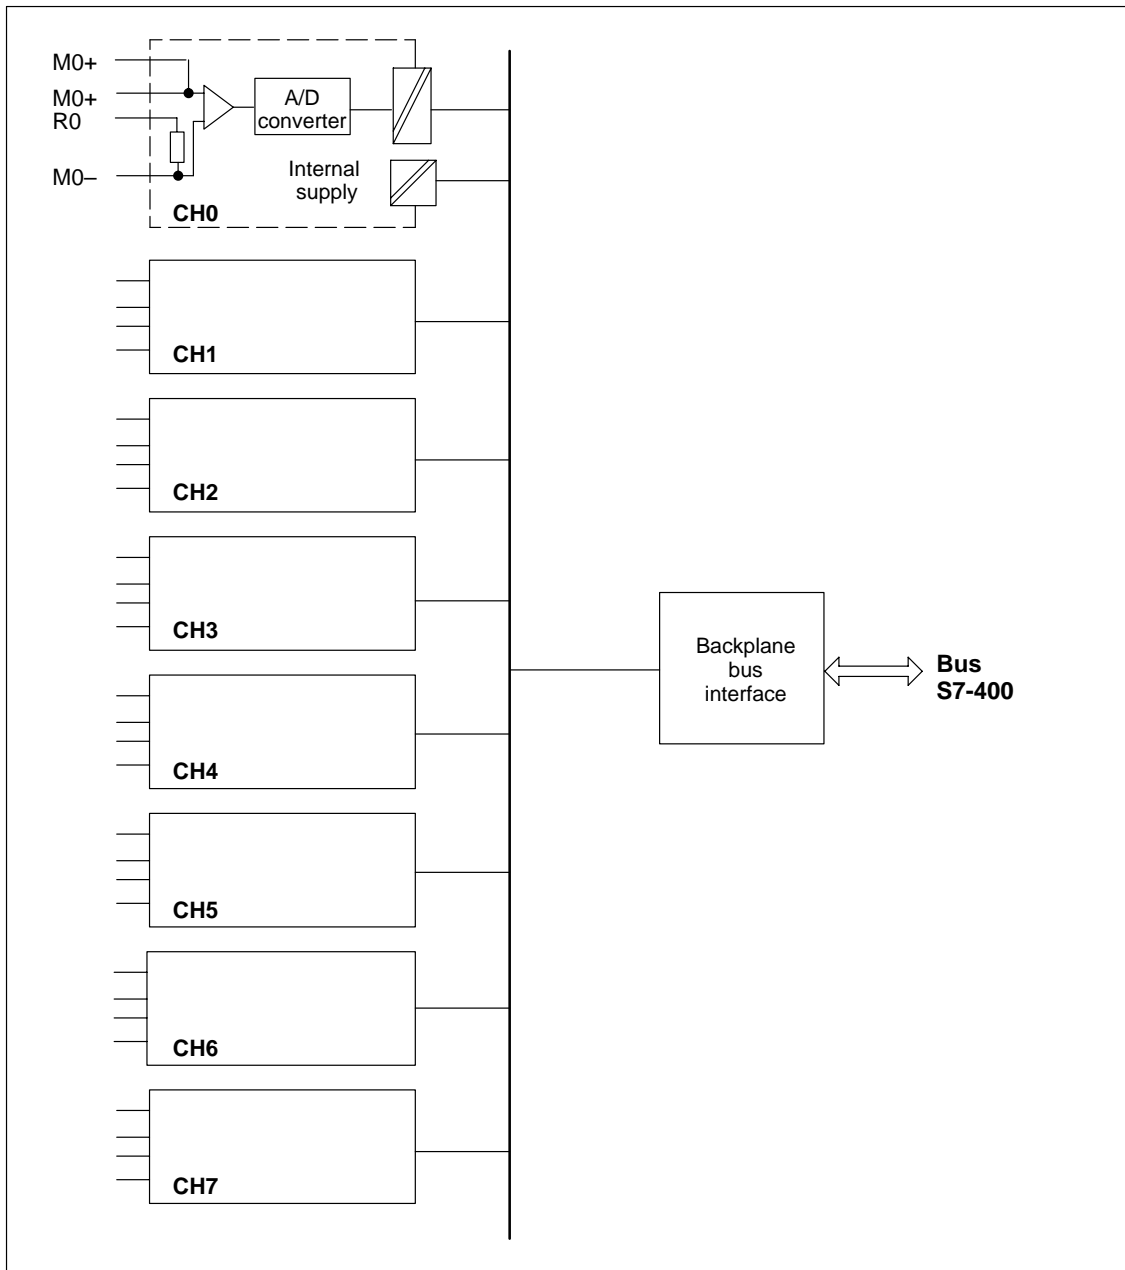 M0+
M0+
R0
M0–
A/D
converter
Internal
supply
CH0
CH1
CH2
CH3
CH4
CH5
CH6
CH7
Backplane
bus
interface
Bus
S7-400